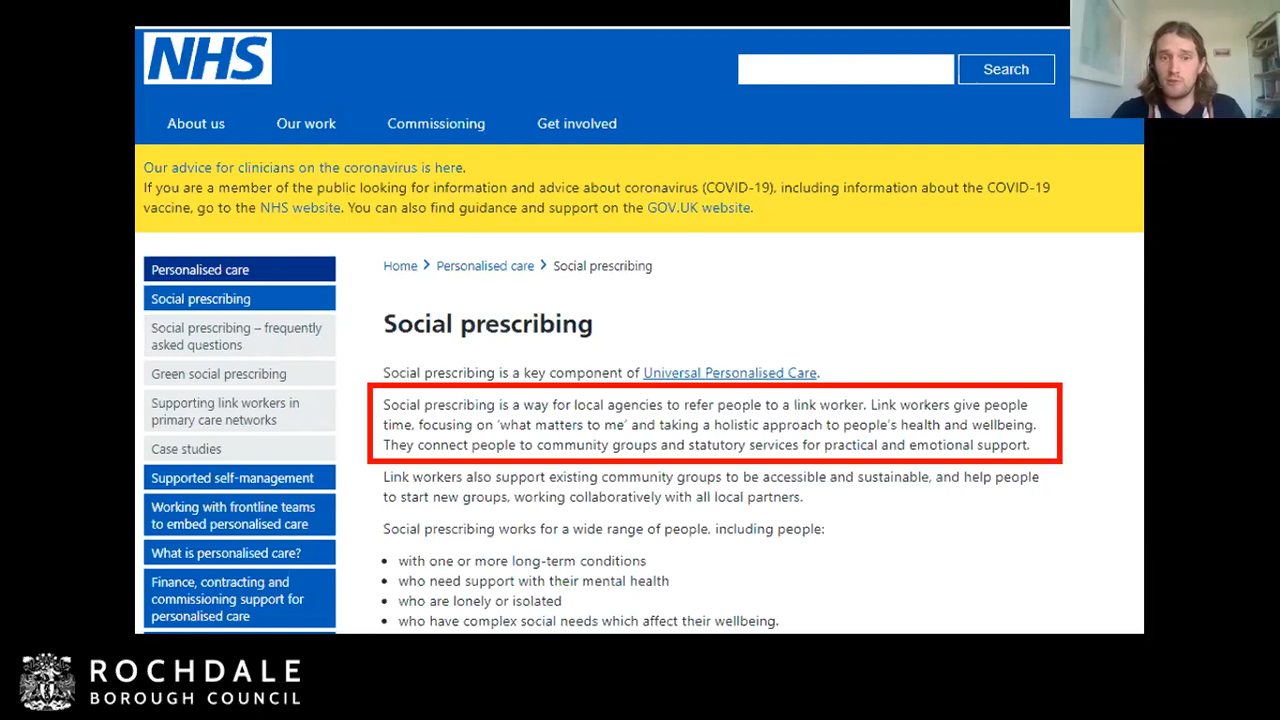 NHS
Search
About us
Our work
Commissioning
Get involved
Our advice for clinicians on the coronavirus is here.
If you are a member of the public looking for information and advice about coronavirus (COVID-19), including information about the COVID-19
vaccine, go to the NHS website. You can also find guidance and support on the GOV.UK website.
Personalised care
Social prescribing
Social prescribing – frequently
asked questions
Green social prescribing
Supporting link workers in
primary care networks
Case studies
Supported self-management
Working with frontline teams
to embed personalised care
What is personalised care?
Finance, contracting and
commissioning support for
personalised care
Home > Personalised care > Social prescribing
Social prescribing
Social prescribing is a key component of Universal Personalised Care.
Social prescribing is a way for local agencies to refer people to a link worker. Link workers give people
time, focusing on ‘what matters to me’ and taking a holistic approach to people’s health and wellbeing.
They connect people to community groups and statutory services for practical and emotional support.
Link workers also support existing community groups to be accessible and sustainable, and help people
to start new groups, working collaboratively with all local partners.
Social prescribing works for a wide range of people, including people:
• with one or more long-term conditions
• who need support with their mental health
• who are lonely or isolated
• who have complex social needs which affect their wellbeing.
ROCHDALE
BOROUGH COUNCIL